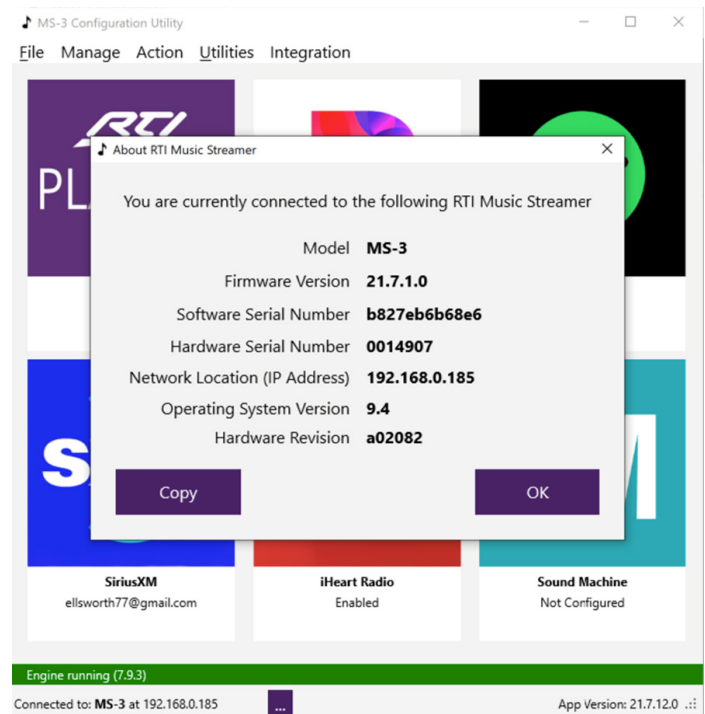 MS-3 Configuration Utility
File Manage Action Utilities Integration
RTI
PL
About RTI Music Streamer
You are currently connected to the following RTI Music Streamer
Model MS-3
Firmware Version 21.7.1.0
Software Serial Number b827eb6b68e6
Hardware Serial Number 0014907
Network Location (IP Address) 192.168.0.185
Operating System Version 9.4
Hardware Revision a02082
Copy OK
S
SiriusXM iHeart Radio Sound Machine
ellsworth77@gmail.com Enabled Not Configured
Engine running (7.9.3)
Connected to: MS-3 at 192.168.0.185 ... App Version: 21.7.12.0